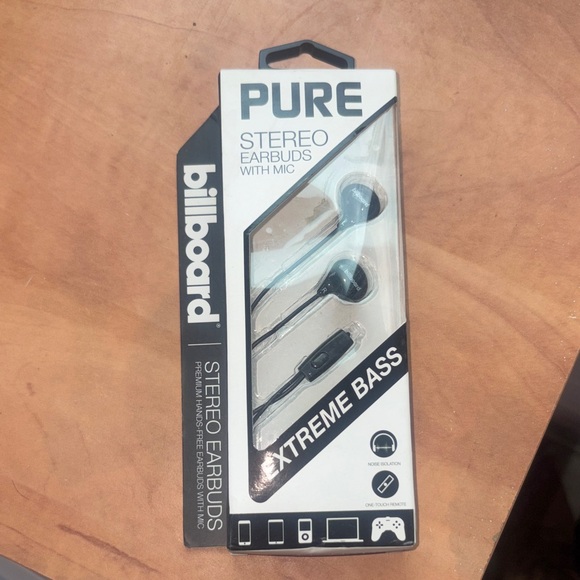 PURE
STEREO
EARBUDS
WITH MIC
billboard®
STEREO EARBUDS
PREMIUM HANDS-FREE EARBUDS WITH MIC
EXTREME BASS
NOISE ISOLATION
ONE TOUCH REMOTE